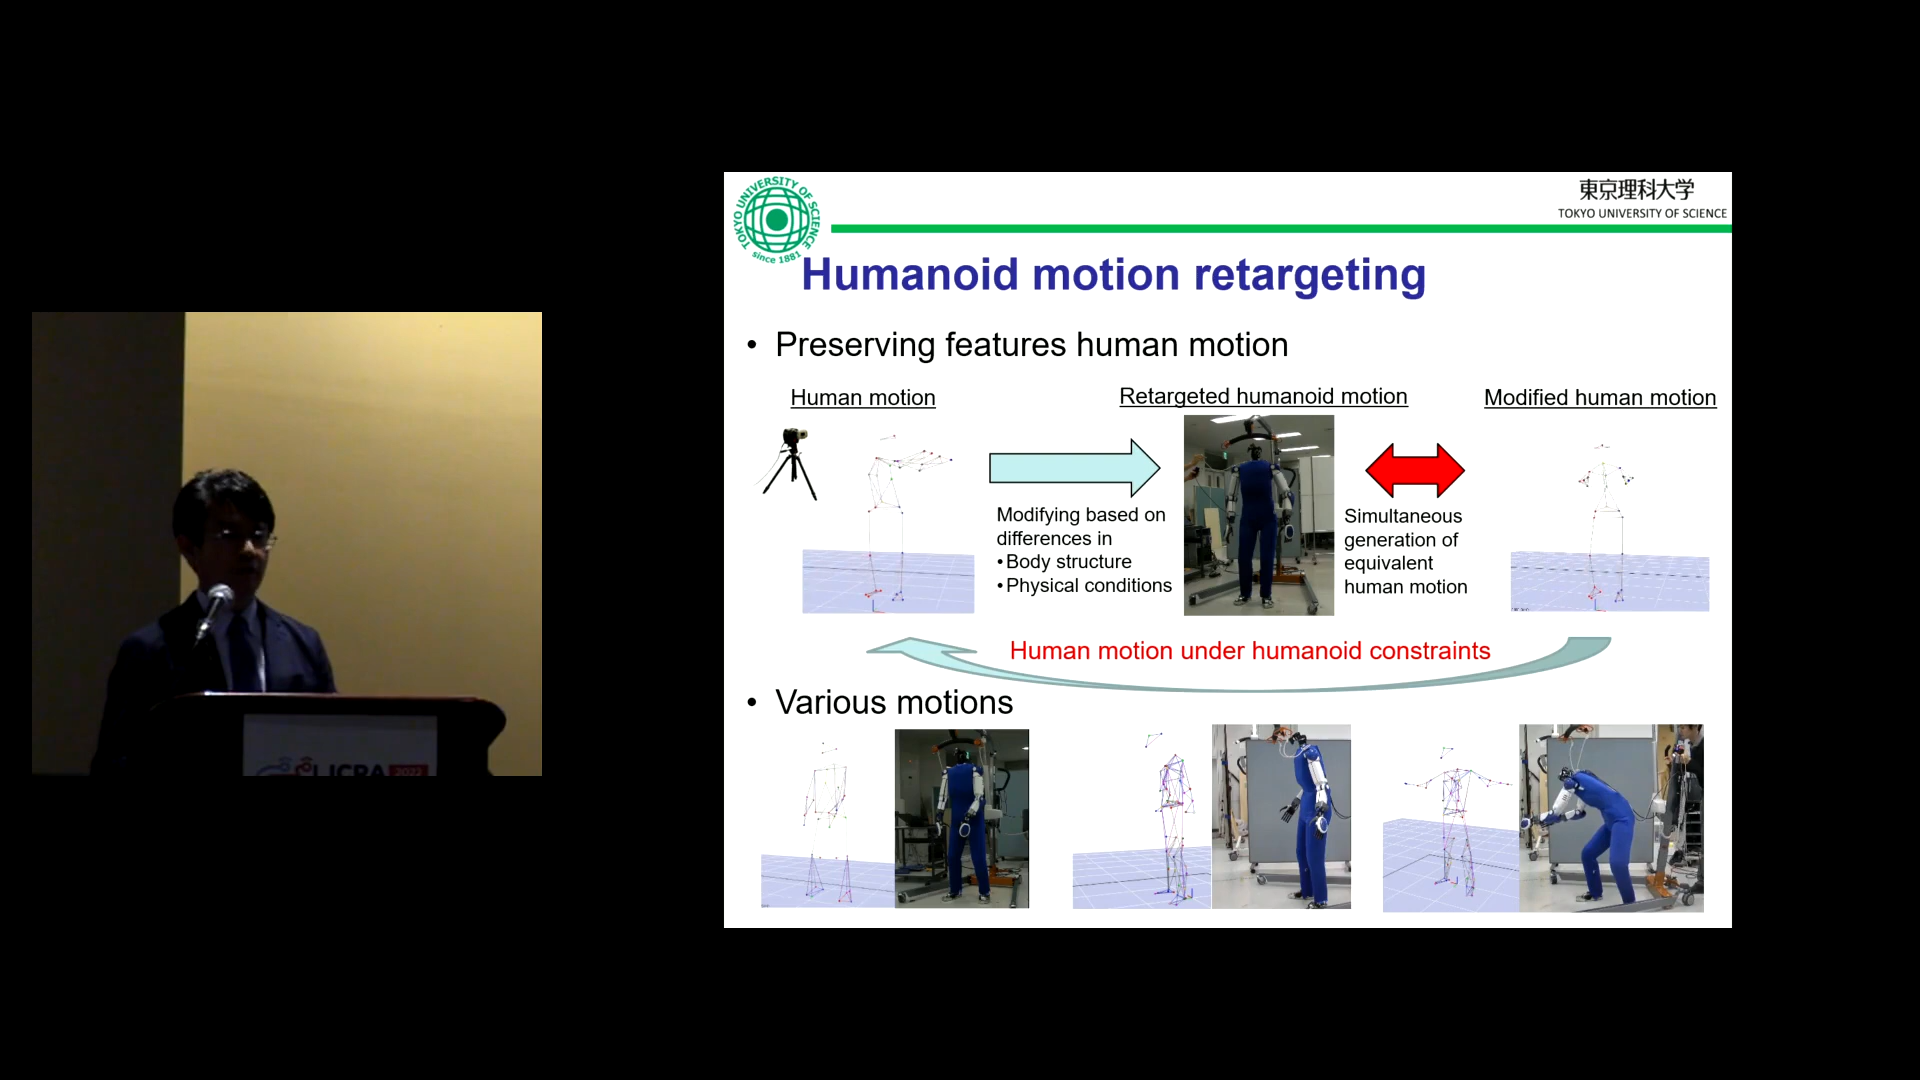 TOKYO UNIVERSITY OF SCIENCE
since 1881
東京理科大学
TOKYO UNIVERSITY OF SCIENCE
Humanoid motion retargeting
• Preserving features human motion
Human motion
Retargeted humanoid motion
Modified human motion
Modifying based on
differences in
•Body structure
•Physical conditions
Simultaneous
generation of
equivalent
human motion
Human motion under humanoid constraints
• Various motions
ICRA 2022